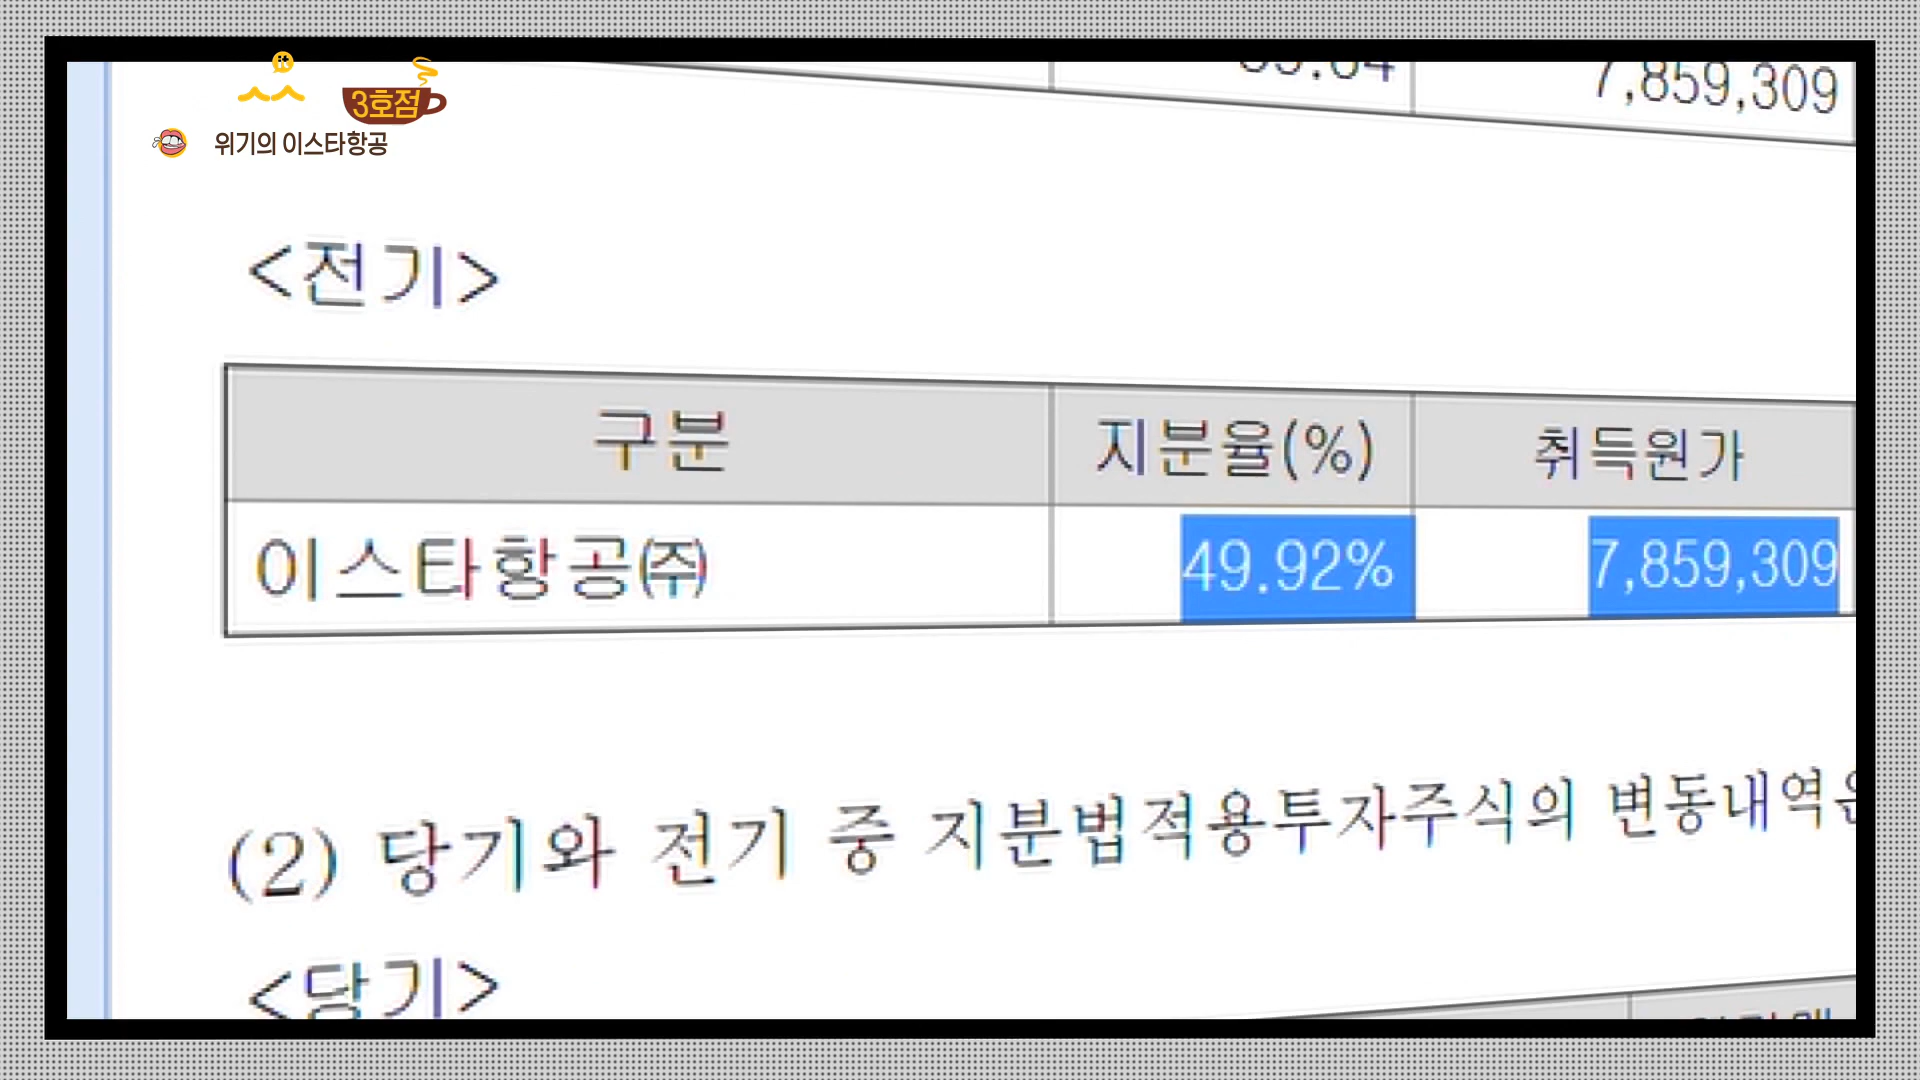 3호점
위기의 이스타항공
7,859,309
<전기>
구분 지분율(%) 취득원가
이스타항공㈜ 49.92% 7,859,309
(2) 당기와 전기 중 지분법적용투자주식의 변동내역은
<당기>